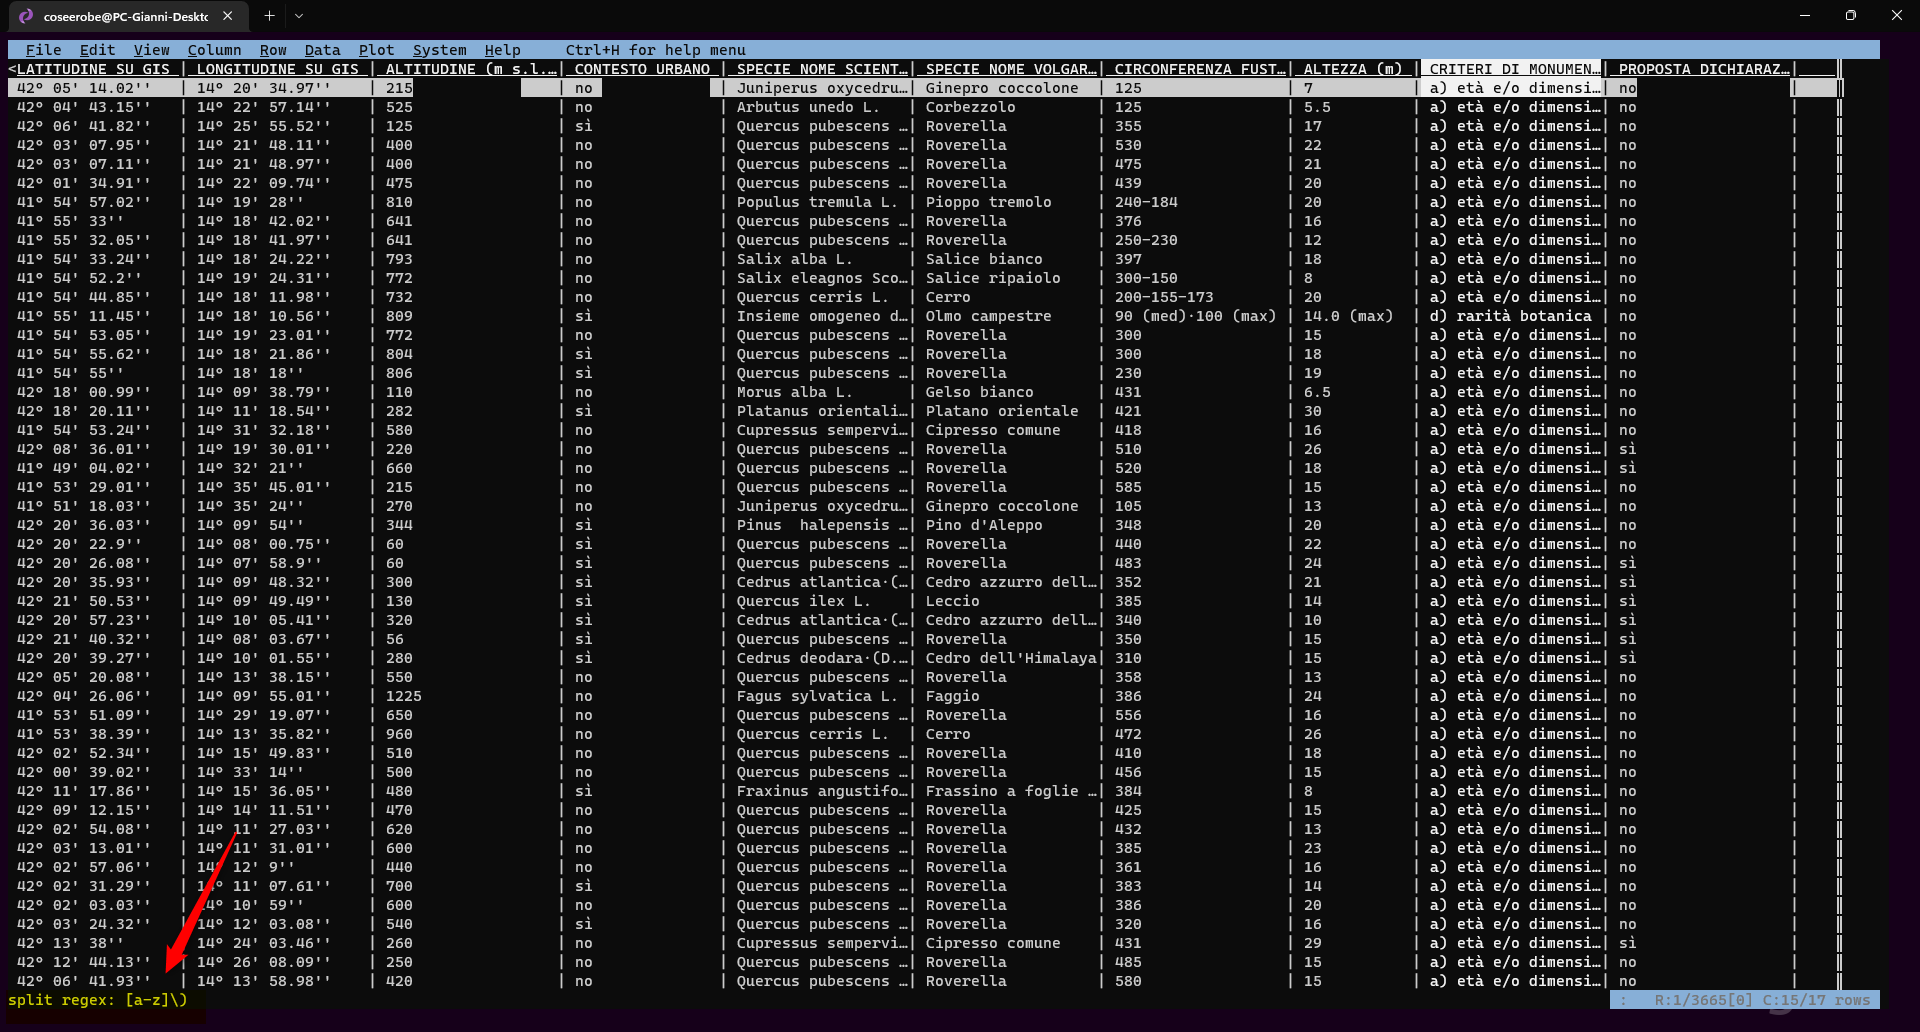 coseerobe@PC-Gianni-Deskto
File Edit View Column Row Data Plot System Help Ctrl+H for help menu
<LATITUDINE SU GIS | LONGITUDINE SU GIS | ALTITUDINE (m s.l.…| CONTESTO URBANO | SPECIE NOME SCIENT…| SPECIE NOME VOLGAR…| CIRCONFERENZA FUST…| ALTEZZA (m) | CRITERI DI MONUMEN…| PROPOSTA DICHIARAZ…|
42° 05' 14.02'' | 14° 20' 34.97'' | 215 | no | Juniperus oxycedru…| Ginepro coccolone | 125 | 7 | a) età e/o dimensi…| no |
42° 04' 43.15'' | 14° 22' 57.14'' | 525 | no | Arbutus unedo L. | Corbezzolo | 125 | 5.5 | a) età e/o dimensi…| no |
42° 06' 41.82'' | 14° 25' 55.52'' | 125 | sì | Quercus pubescens …| Roverella | 355 | 17 | a) età e/o dimensi…| no |
42° 03' 07.95'' | 14° 21' 48.11'' | 400 | no | Quercus pubescens …| Roverella | 530 | 22 | a) età e/o dimensi…| no |
42° 03' 07.11'' | 14° 21' 48.97'' | 400 | no | Quercus pubescens …| Roverella | 475 | 21 | a) età e/o dimensi…| no |
42° 01' 34.91'' | 14° 22' 09.74'' | 475 | no | Quercus pubescens …| Roverella | 439 | 20 | a) età e/o dimensi…| no |
41° 54' 57.02'' | 14° 19' 28'' | 810 | no | Populus tremula L. | Pioppo tremolo | 240-184 | 20 | a) età e/o dimensi…| no |
41° 55' 33'' | 14° 18' 42.02'' | 641 | no | Quercus pubescens …| Roverella | 376 | 16 | a) età e/o dimensi…| no |
41° 55' 32.05'' | 14° 18' 41.97'' | 641 | no | Quercus pubescens …| Roverella | 250-230 | 12 | a) età e/o dimensi…| no |
41° 54' 33.24'' | 14° 18' 24.22'' | 793 | no | Salix alba L. | Salice bianco | 397 | 18 | a) età e/o dimensi…| no |
41° 54' 52.2'' | 14° 19' 24.31'' | 772 | no | Salix eleagnos Sco…| Salice ripaiolo | 300-150 | 8 | a) età e/o dimensi…| no |
41° 54' 44.85'' | 14° 18' 11.98'' | 732 | no | Quercus cerris L. | Cerro | 200-155-173 | 20 | a) età e/o dimensi…| no |
41° 55' 11.45'' | 14° 18' 10.56'' | 809 | sì | Insieme omogeneo d…| Olmo campestre | 90 (med)·100 (max) | 14.0 (max) | d) rarità botanica | no |
41° 54' 53.05'' | 14° 19' 23.01'' | 772 | no | Quercus pubescens …| Roverella | 300 | 15 | a) età e/o dimensi…| no |
41° 54' 55.62'' | 14° 18' 21.86'' | 804 | sì | Quercus pubescens …| Roverella | 300 | 18 | a) età e/o dimensi…| no |
41° 54' 55'' | 14° 18' 18'' | 806 | sì | Quercus pubescens …| Roverella | 230 | 19 | a) età e/o dimensi…| no |
42° 18' 00.99'' | 14° 09' 38.79'' | 110 | no | Morus alba L. | Gelso bianco | 431 | 6.5 | a) età e/o dimensi…| no |
42° 18' 20.11'' | 14° 11' 18.54'' | 282 | sì | Platanus orientali…| Platano orientale | 421 | 30 | a) età e/o dimensi…| no |
41° 54' 53.24'' | 14° 31' 32.18'' | 580 | no | Cupressus sempervi…| Cipresso comune | 418 | 16 | a) età e/o dimensi…| no |
42° 08' 36.01'' | 14° 19' 30.01'' | 220 | no | Quercus pubescens …| Roverella | 510 | 26 | a) età e/o dimensi…| sì |
41° 49' 04.02'' | 14° 32' 21'' | 660 | no | Quercus pubescens …| Roverella | 520 | 18 | a) età e/o dimensi…| sì |
41° 53' 29.01'' | 14° 35' 45.01'' | 215 | no | Quercus pubescens …| Roverella | 585 | 15 | a) età e/o dimensi…| no |
41° 51' 18.03'' | 14° 35' 24'' | 270 | no | Juniperus oxycedru…| Ginepro coccolone | 105 | 13 | a) età e/o dimensi…| no |
42° 20' 36.03'' | 14° 09' 54'' | 344 | sì | Pinus  halepensis …| Pino d'Aleppo | 348 | 20 | a) età e/o dimensi…| no |
42° 20' 22.9'' | 14° 08' 00.75'' | 60 | sì | Quercus pubescens …| Roverella | 440 | 22 | a) età e/o dimensi…| no |
42° 20' 26.08'' | 14° 07' 58.9'' | 60 | sì | Quercus pubescens …| Roverella | 483 | 24 | a) età e/o dimensi…| sì |
42° 20' 35.93'' | 14° 09' 48.32'' | 300 | sì | Cedrus atlantica·(…| Cedro azzurro dell…| 352 | 21 | a) età e/o dimensi…| sì |
42° 21' 50.53'' | 14° 09' 49.49'' | 130 | sì | Quercus ilex L. | Leccio | 385 | 14 | a) età e/o dimensi…| sì |
42° 20' 57.23'' | 14° 10' 05.41'' | 320 | sì | Cedrus atlantica·(…| Cedro azzurro dell…| 340 | 10 | a) età e/o dimensi…| sì |
42° 21' 40.32'' | 14° 08' 03.67'' | 56 | sì | Quercus pubescens …| Roverella | 350 | 15 | a) età e/o dimensi…| sì |
42° 20' 39.27'' | 14° 10' 01.55'' | 280 | sì | Cedrus deodara·(D.…| Cedro dell'Himalaya| 310 | 15 | a) età e/o dimensi…| sì |
42° 05' 20.08'' | 14° 13' 38.15'' | 550 | no | Quercus pubescens …| Roverella | 358 | 13 | a) età e/o dimensi…| no |
42° 04' 26.06'' | 14° 09' 55.01'' | 1225 | no | Fagus sylvatica L. | Faggio | 386 | 24 | a) età e/o dimensi…| no |
41° 53' 51.09'' | 14° 29' 19.07'' | 650 | no | Quercus pubescens …| Roverella | 556 | 16 | a) età e/o dimensi…| no |
41° 53' 38.39'' | 14° 13' 35.82'' | 960 | no | Quercus cerris L. | Cerro | 472 | 26 | a) età e/o dimensi…| no |
42° 02' 52.34'' | 14° 15' 49.83'' | 510 | no | Quercus pubescens …| Roverella | 410 | 18 | a) età e/o dimensi…| no |
42° 00' 39.02'' | 14° 33' 14'' | 500 | no | Quercus pubescens …| Roverella | 456 | 15 | a) età e/o dimensi…| no |
42° 11' 17.86'' | 14° 15' 36.05'' | 480 | sì | Fraxinus angustifo…| Frassino a foglie …| 384 | 8 | a) età e/o dimensi…| no |
42° 09' 12.15'' | 14° 14' 11.51'' | 470 | no | Quercus pubescens …| Roverella | 425 | 15 | a) età e/o dimensi…| no |
42° 02' 54.08'' | 14° 11' 27.03'' | 620 | no | Quercus pubescens …| Roverella | 432 | 13 | a) età e/o dimensi…| no |
42° 03' 13.01'' | 14° 11' 31.01'' | 600 | no | Quercus pubescens …| Roverella | 385 | 23 | a) età e/o dimensi…| no |
42° 02' 57.06'' | 14° 12' 9'' | 440 | no | Quercus pubescens …| Roverella | 361 | 16 | a) età e/o dimensi…| no |
42° 02' 31.29'' | 14° 11' 07.61'' | 700 | sì | Quercus pubescens …| Roverella | 383 | 14 | a) età e/o dimensi…| no |
42° 02' 03.03'' | 14° 10' 59'' | 600 | no | Quercus pubescens …| Roverella | 386 | 20 | a) età e/o dimensi…| no |
42° 03' 24.32'' | 14° 12' 03.08'' | 540 | sì | Quercus pubescens …| Roverella | 320 | 16 | a) età e/o dimensi…| no |
42° 13' 38'' | 14° 24' 03.46'' | 260 | no | Cupressus sempervi…| Cipresso comune | 431 | 29 | a) età e/o dimensi…| sì |
42° 12' 44.13'' | 14° 26' 08.09'' | 250 | no | Quercus pubescens …| Roverella | 485 | 15 | a) età e/o dimensi…| no |
42° 06' 41.93'' | 14° 13' 58.98'' | 420 | no | Quercus pubescens …| Roverella | 580 | 15 | a) età e/o dimensi…| no |
split regex: [a-z]\) : R:1/3665[0] C:15/17 rows